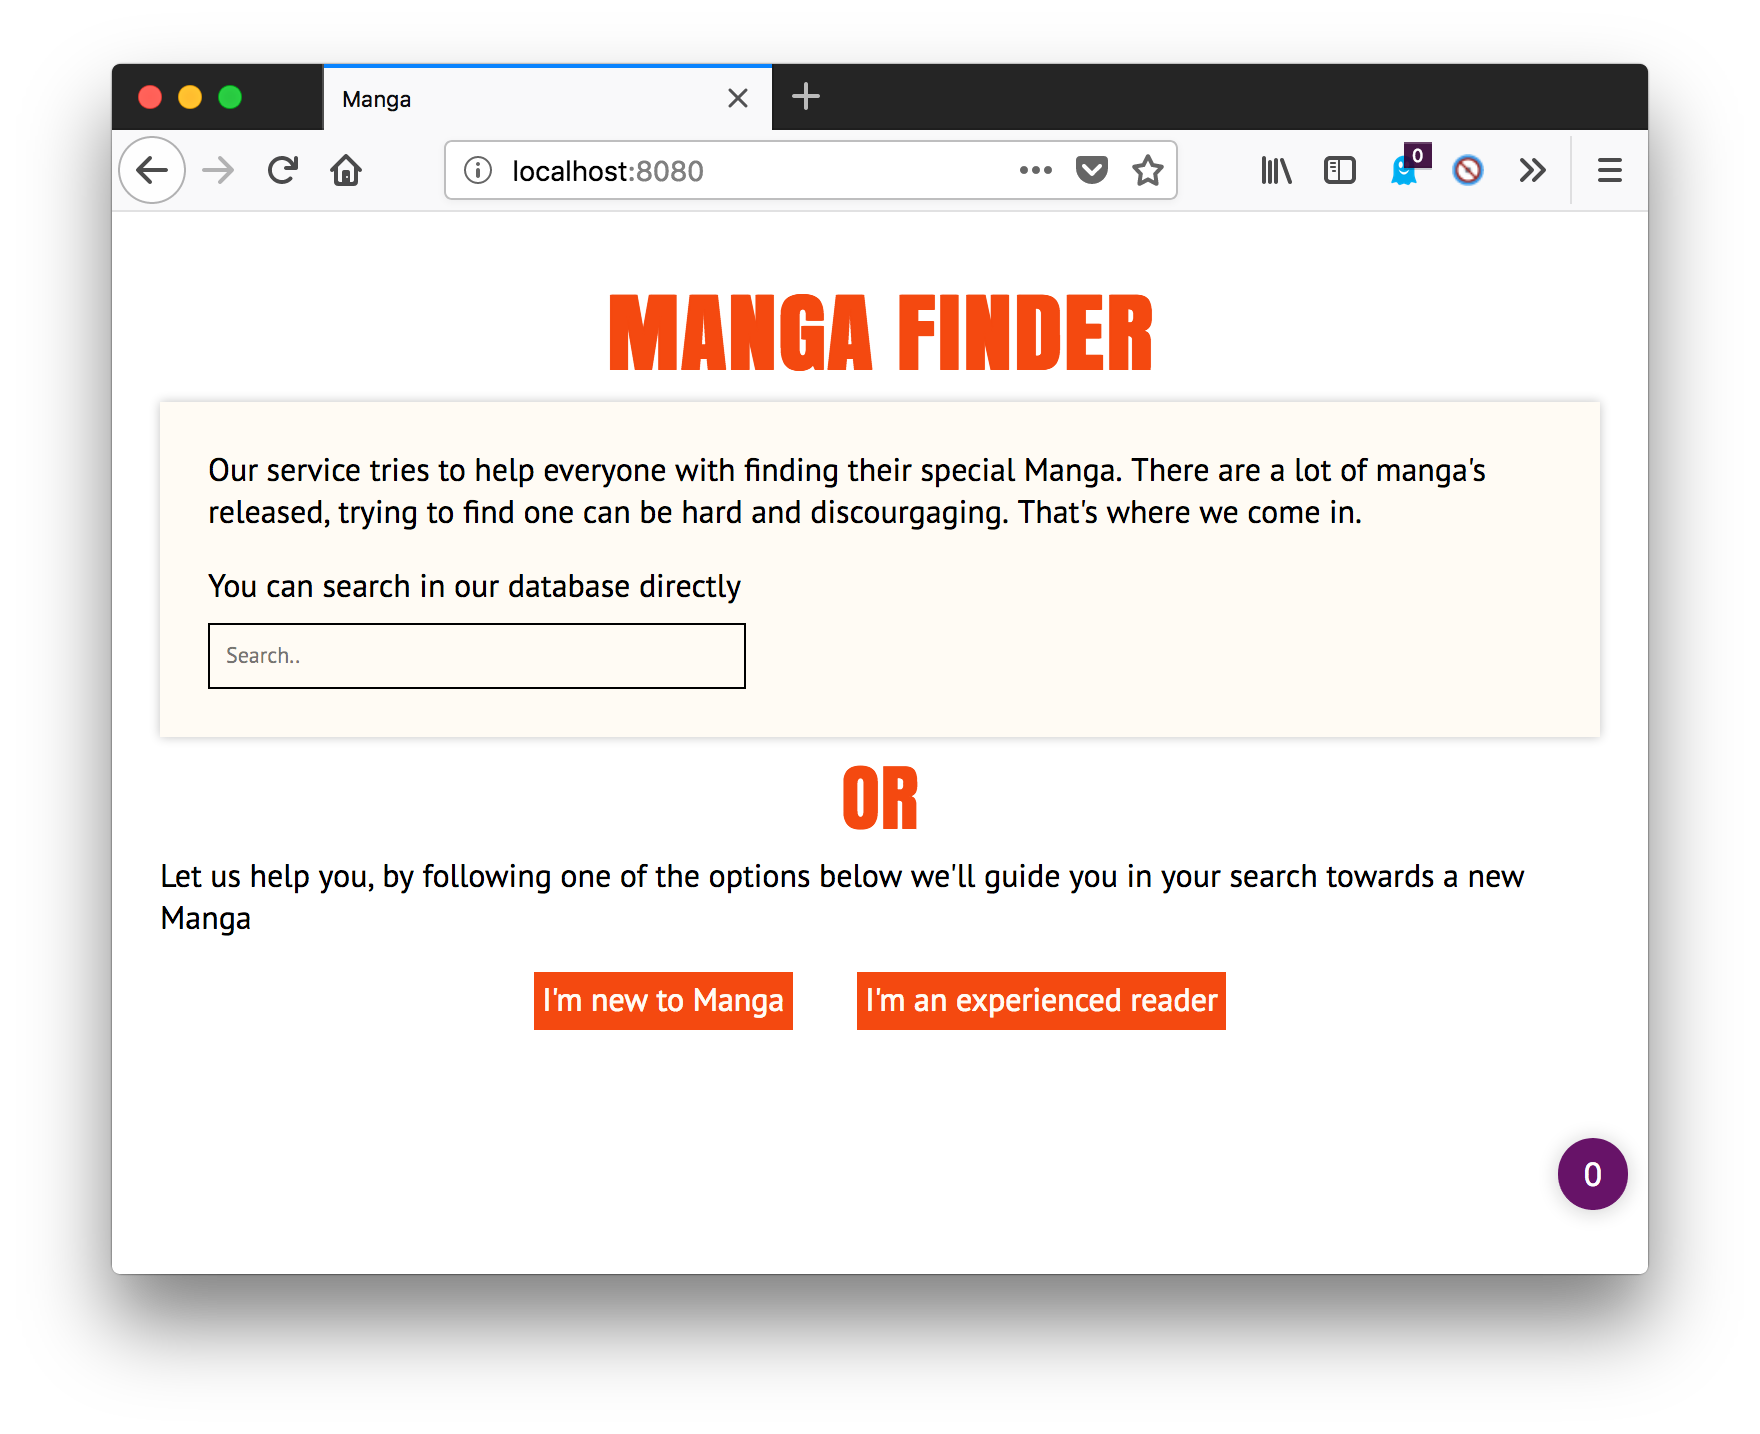 Manga
localhost:8080
0
MANGA FINDER
Our service tries to help everyone with finding their special Manga. There are a lot of manga's
released, trying to find one can be hard and discourgaging. That's where we come in.
You can search in our database directly
Search..
OR
Let us help you, by following one of the options below we'll guide you in your search towards a new
Manga
I'm new to Manga
I'm an experienced reader
0